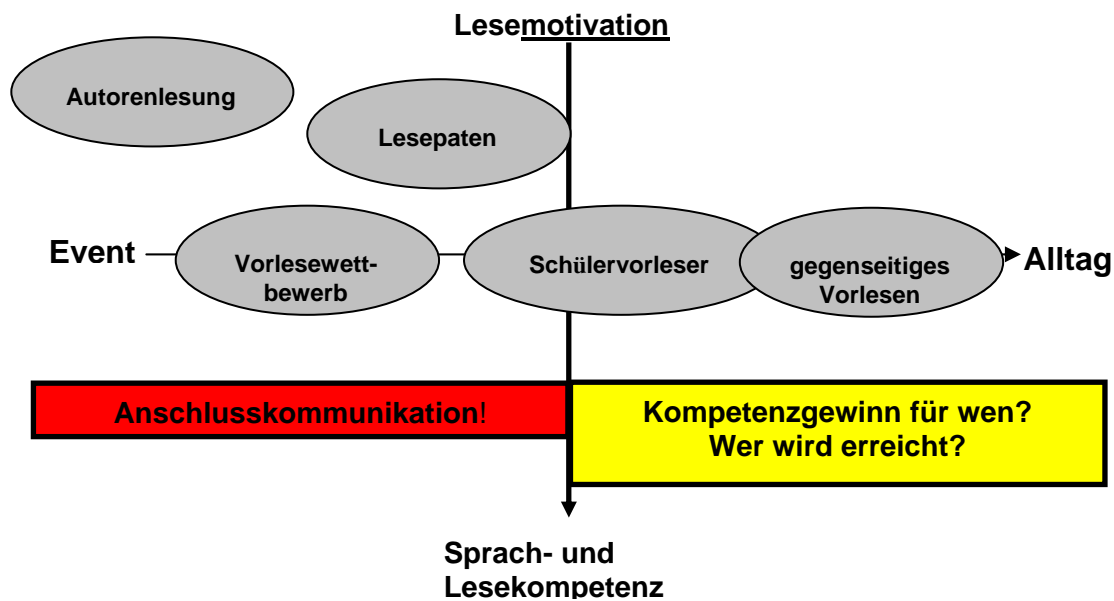 Lesemotivation
Autorenlesung
Lesepaten
Event
Vorlesewett-
bewerb
Schülervorleser
gegenseitiges
Vorlesen
Alltag
Anschlusskommunikation!
Kompetenzgewinn für wen?
Wer wird erreicht?
Sprach- und
Lesekompetenz